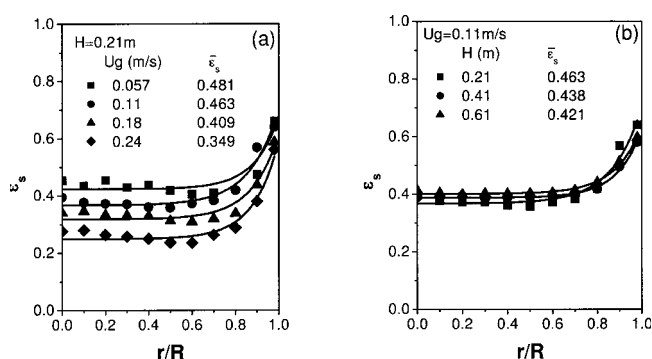 (a)
H=0.21m
Ug (m/s) ε̄s
0.057 0.481
0.11 0.463
0.18 0.409
0.24 0.349
1.0
0.8
0.6
0.4
0.2
0.0
εs
0.0 0.2 0.4 0.6 0.8 1.0
r/R
(b)
Ug=0.11m/s
H (m) ε̄s
0.21 0.463
0.41 0.438
0.61 0.421
1.0
0.8
0.6
0.4
0.2
0.0
εs
0.0 0.2 0.4 0.6 0.8 1.0
r/R